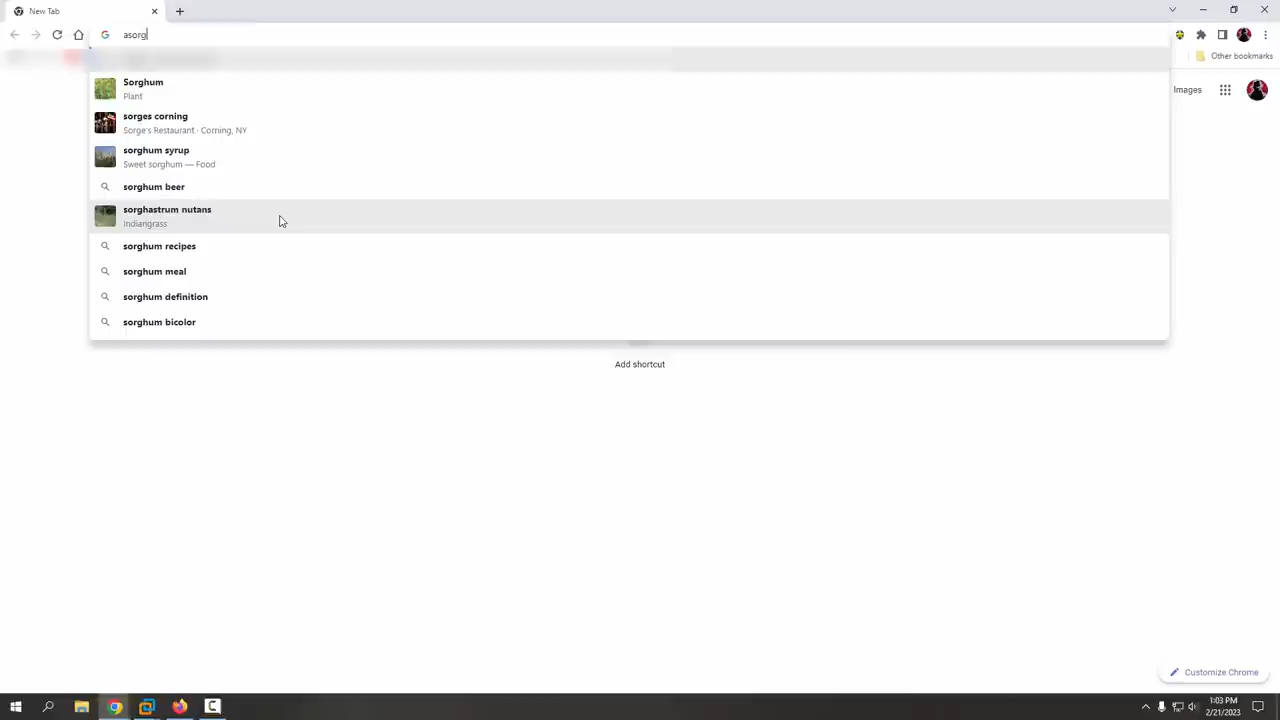 New Tab
asorg
Other bookmarks
Sorghum
Plant
Images
sorges corning
Sorge's Restaurant · Corning, NY
sorghum syrup
Sweet sorghum — Food
sorghum beer
sorghastrum nutans
Indiangrass
sorghum recipes
sorghum meal
sorghum definition
sorghum bicolor
Add shortcut
Customize Chrome
1:03 PM
2/21/2023